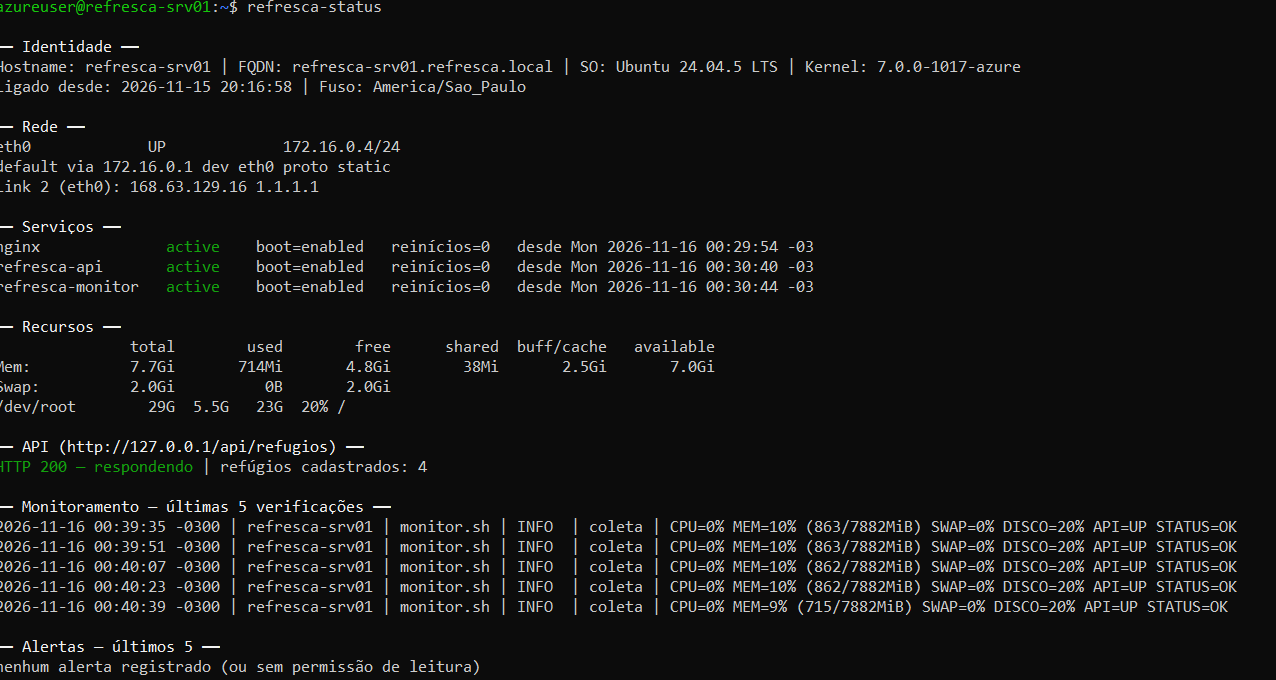 azureuser@refresca-srv01:~$ refresca-status
── Identidade ──
Hostname: refresca-srv01 | FQDN: refresca-srv01.refresca.local | SO: Ubuntu 24.04.5 LTS | Kernel: 7.0.0-1017-azure
Ligado desde: 2026-11-15 20:16:58 | Fuso: America/Sao_Paulo
── Rede ──
eth0             UP             172.16.0.4/24
default via 172.16.0.1 dev eth0 proto static
Link 2 (eth0): 168.63.129.16 1.1.1.1
── Serviços ──
nginx              active    boot=enabled   reinícios=0   desde Mon 2026-11-16 00:29:54 -03
refresca-api       active    boot=enabled   reinícios=0   desde Mon 2026-11-16 00:30:40 -03
refresca-monitor   active    boot=enabled   reinícios=0   desde Mon 2026-11-16 00:30:44 -03
── Recursos ──
               total        used        free      shared  buff/cache   available
Mem:           7.7Gi       714Mi       4.8Gi        38Mi       2.5Gi       7.0Gi
Swap:          2.0Gi          0B       2.0Gi
/dev/root        29G  5.5G   23G  20% /
── API (http://127.0.0.1/api/refugios) ──
HTTP 200 — respondendo | refúgios cadastrados: 4
── Monitoramento — últimas 5 verificações ──
2026-11-16 00:39:35 -0300 | refresca-srv01 | monitor.sh | INFO  | coleta | CPU=0% MEM=10% (863/7882MiB) SWAP=0% DISCO=20% API=UP STATUS=OK
2026-11-16 00:39:51 -0300 | refresca-srv01 | monitor.sh | INFO  | coleta | CPU=0% MEM=10% (863/7882MiB) SWAP=0% DISCO=20% API=UP STATUS=OK
2026-11-16 00:40:07 -0300 | refresca-srv01 | monitor.sh | INFO  | coleta | CPU=0% MEM=10% (862/7882MiB) SWAP=0% DISCO=20% API=UP STATUS=OK
2026-11-16 00:40:23 -0300 | refresca-srv01 | monitor.sh | INFO  | coleta | CPU=0% MEM=10% (862/7882MiB) SWAP=0% DISCO=20% API=UP STATUS=OK
2026-11-16 00:40:39 -0300 | refresca-srv01 | monitor.sh | INFO  | coleta | CPU=0% MEM=9% (715/7882MiB) SWAP=0% DISCO=20% API=UP STATUS=OK
── Alertas — últimos 5 ──
nenhum alerta registrado (ou sem permissão de leitura)